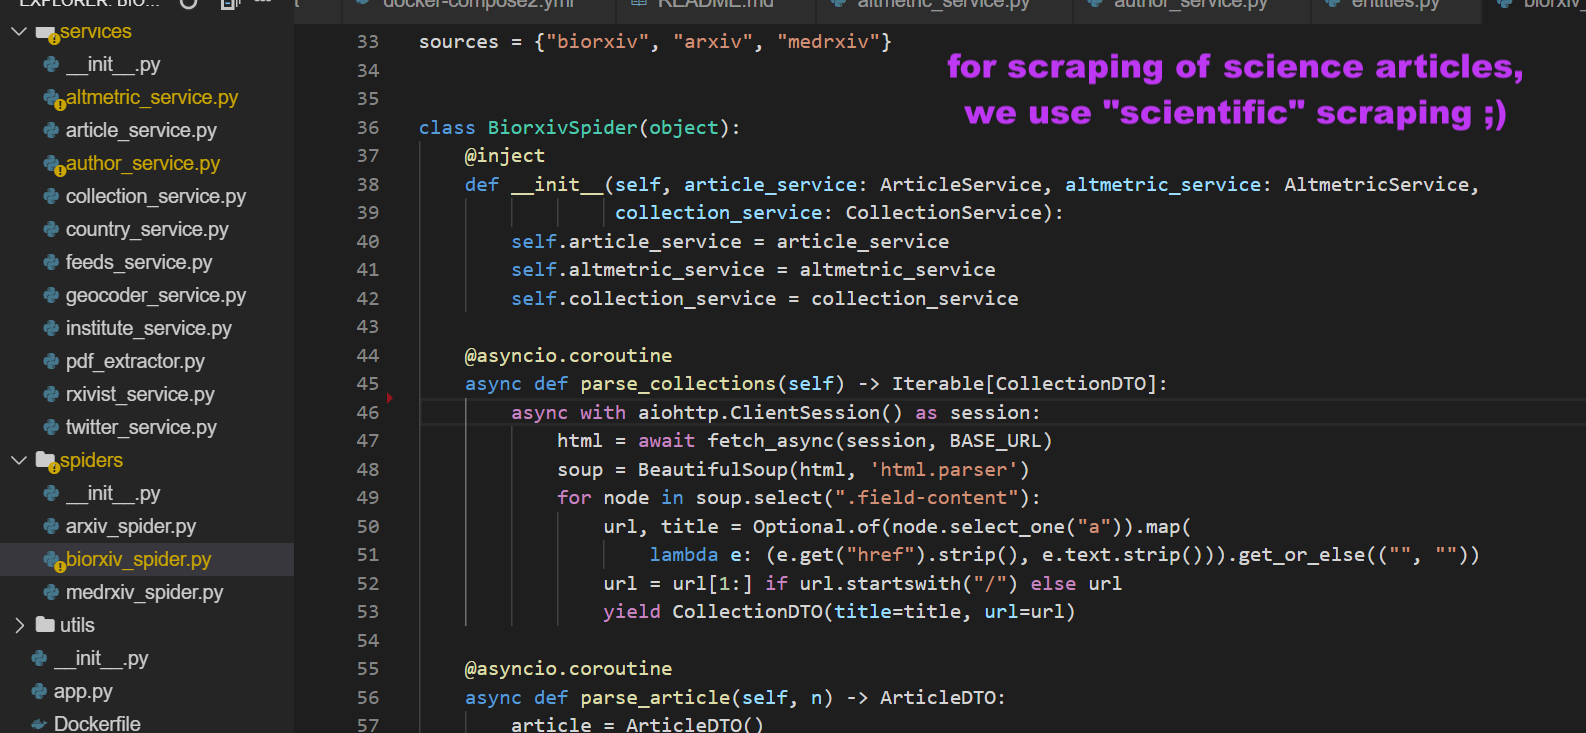 EXPLORER: BIO...
docker-compose2.yml
README.md
altmetric_service.py
author_service.py
entities.py
services
__init__.py
altmetric_service.py
article_service.py
author_service.py
collection_service.py
country_service.py
feeds_service.py
geocoder_service.py
institute_service.py
pdf_extractor.py
rxivist_service.py
twitter_service.py
spiders
__init__.py
arxiv_spider.py
biorxiv_spider.py
medrxiv_spider.py
utils
__init__.py
app.py
Dockerfile
for scraping of science articles,
we use "scientific" scraping ;)
33 sources = {"biorxiv", "arxiv", "medrxiv"}
34
35
36 class BiorxivSpider(object):
37 @inject
38 def __init__(self, article_service: ArticleService, altmetric_service: AltmetricService,
39 collection_service: CollectionService):
40 self.article_service = article_service
41 self.altmetric_service = altmetric_service
42 self.collection_service = collection_service
43
44 @asyncio.coroutine
45 async def parse_collections(self) -> Iterable[CollectionDTO]:
46 async with aiohttp.ClientSession() as session:
47 html = await fetch_async(session, BASE_URL)
48 soup = BeautifulSoup(html, 'html.parser')
49 for node in soup.select(".field-content"):
50 url, title = Optional.of(node.select_one("a")).map(
51 lambda e: (e.get("href").strip(), e.text.strip())).get_or_else(("", ""))
52 url = url[1:] if url.startswith("/") else url
53 yield CollectionDTO(title=title, url=url)
54
55 @asyncio.coroutine
56 async def parse_article(self, n) -> ArticleDTO:
57 article = ArticleDTO()